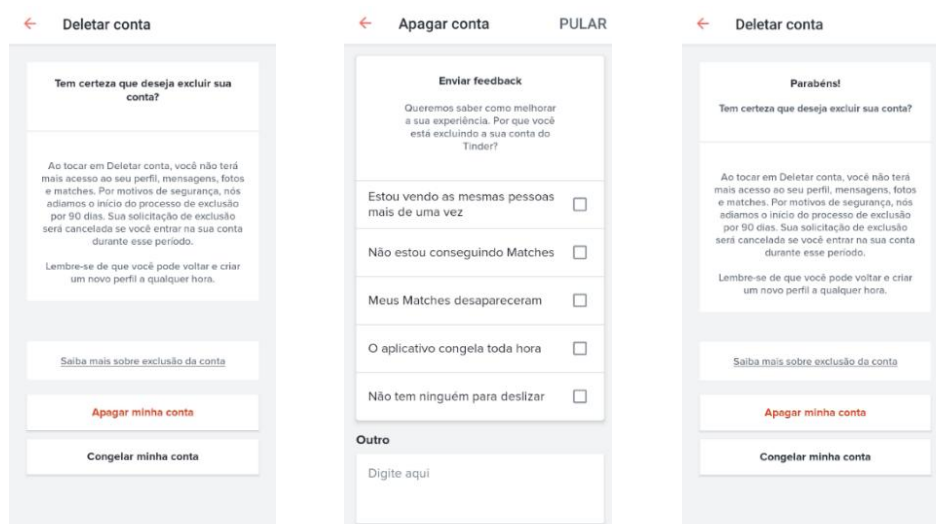 Deletar conta
Tem certeza que deseja excluir sua
conta?
Ao tocar em Deletar conta, você não terá
mais acesso ao seu perfil, mensagens, fotos
e matches. Por motivos de segurança, nós
adiamos o início do processo de exclusão
por 90 dias. Sua solicitação de exclusão
será cancelada se você entrar na sua conta
durante esse período.
Lembre-se de que você pode voltar e criar
um novo perfil a qualquer hora.
Saiba mais sobre exclusão da conta
Apagar minha conta
Congelar minha conta
Apagar conta
PULAR
Enviar feedback
Queremos saber como melhorar
a sua experiência. Por que você
está excluindo a sua conta do
Tinder?
Estou vendo as mesmas pessoas
mais de uma vez
Não estou conseguindo Matches
Meus Matches desapareceram
O aplicativo congela toda hora
Não tem ninguém para deslizar
Outro
Digite aqui
Deletar conta
Parabéns!
Tem certeza que deseja excluir sua conta?
Ao tocar em Deletar conta, você não terá
mais acesso ao seu perfil, mensagens, fotos
e matches. Por motivos de segurança, nós
adiamos o início do processo de exclusão
por 90 dias. Sua solicitação de exclusão
será cancelada se você entrar na sua conta
durante esse período.
Lembre-se de que você pode voltar e criar
um novo perfil a qualquer hora.
Saiba mais sobre exclusão da conta
Apagar minha conta
Congelar minha conta